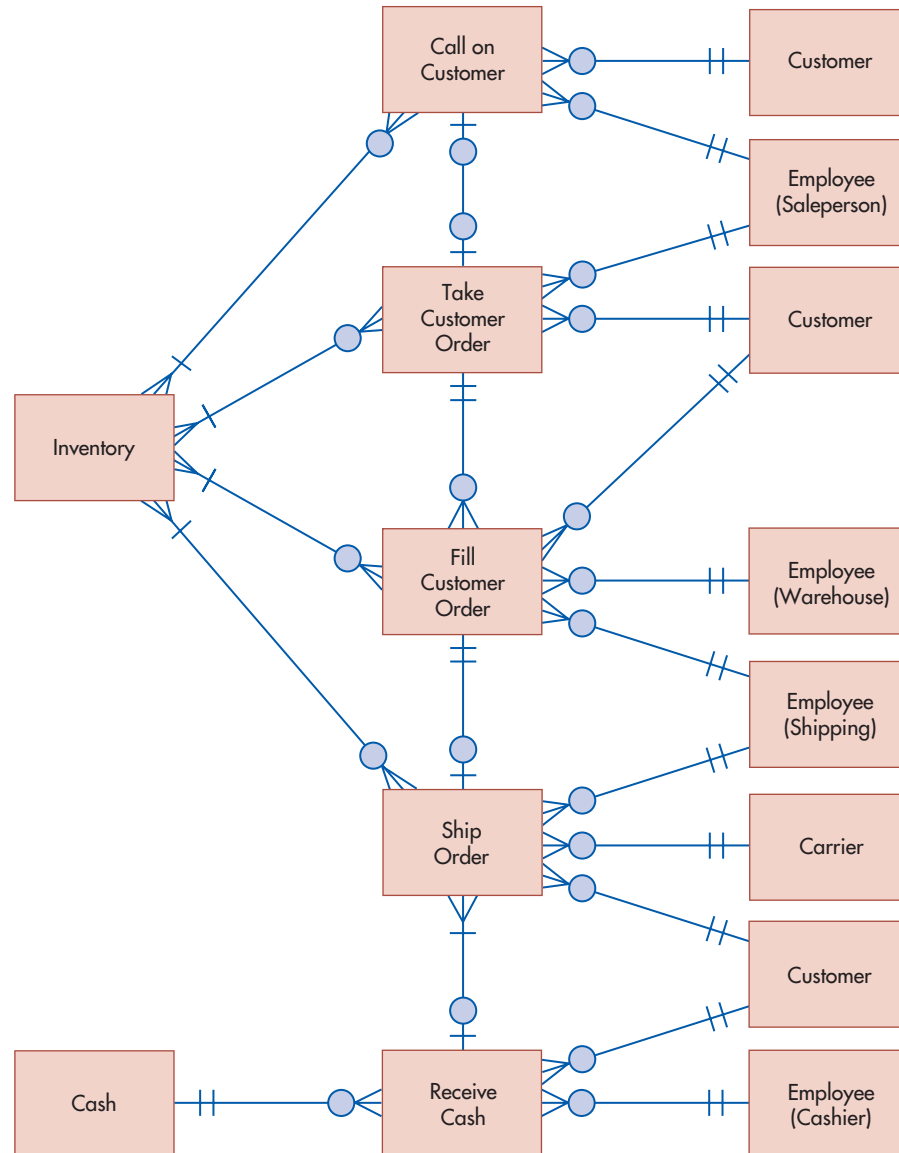 Call on
Customer
Customer
Employee
(Saleperson)
Take
Customer
Order
Customer
Inventory
Fill
Customer
Order
Employee
(Warehouse)
Employee
(Shipping)
Ship
Order
Carrier
Customer
Cash
Receive
Cash
Employee
(Cashier)